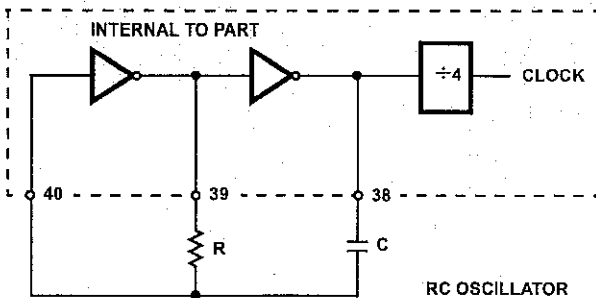 INTERNAL TO PART
÷4
CLOCK
40
39
38
R
C
RC OSCILLATOR